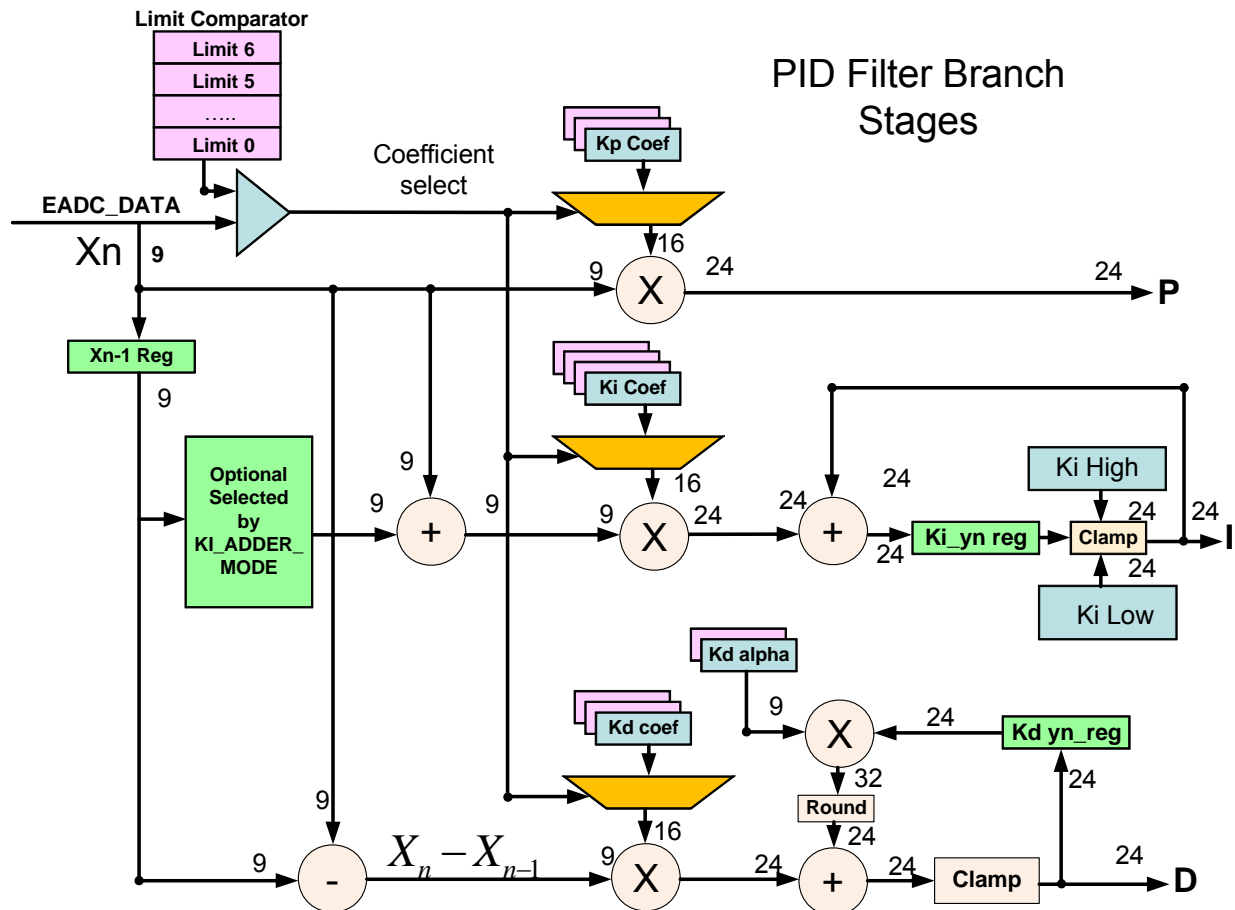 Limit Comparator
Limit 6
Limit 5
.....
Limit 0
PID Filter Branch
Stages
Coefficient
select
Kp Coef
EADC_DATA
Xn
9
16
9
24
24
P
X
Xn-1 Reg
9
Ki Coef
Optional
Selected
by
KI_ADDER_
MODE
9
9
+
9
16
9
X
24
24
+
24
24
Ki_yn reg
Ki High
24
Clamp
24
24
I
Ki Low
Kd alpha
9
X
24
Kd yn_reg
32
Round
24
24
Kd coef
9
16
9
-
Xn – Xn–1
9
X
24
+
24
Clamp
24
D